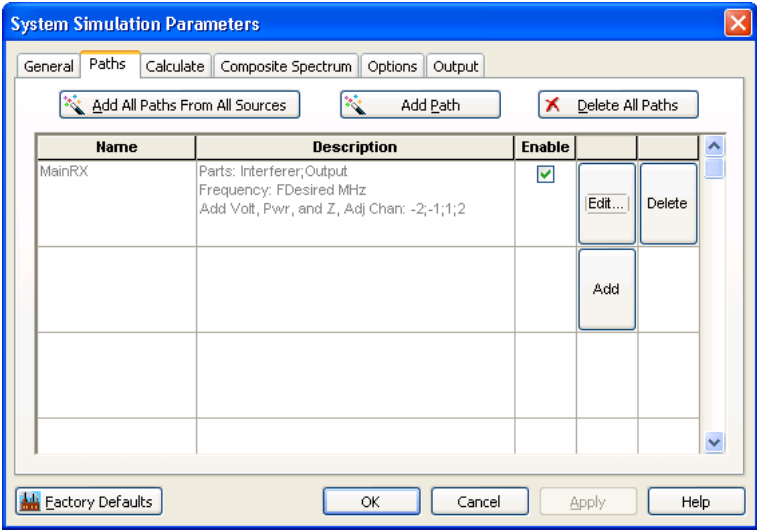 System Simulation Parameters
General Paths Calculate Composite Spectrum Options Output
Add All Paths From All Sources Add Path Delete All Paths
Name Description Enable
MainRX Parts: Interferer;Output
Frequency: FDesired MHz
Add Volt, Pwr, and Z, Adj Chan: -2;-1;1;2
Edit... Delete
Add
Factory Defaults OK Cancel Apply Help